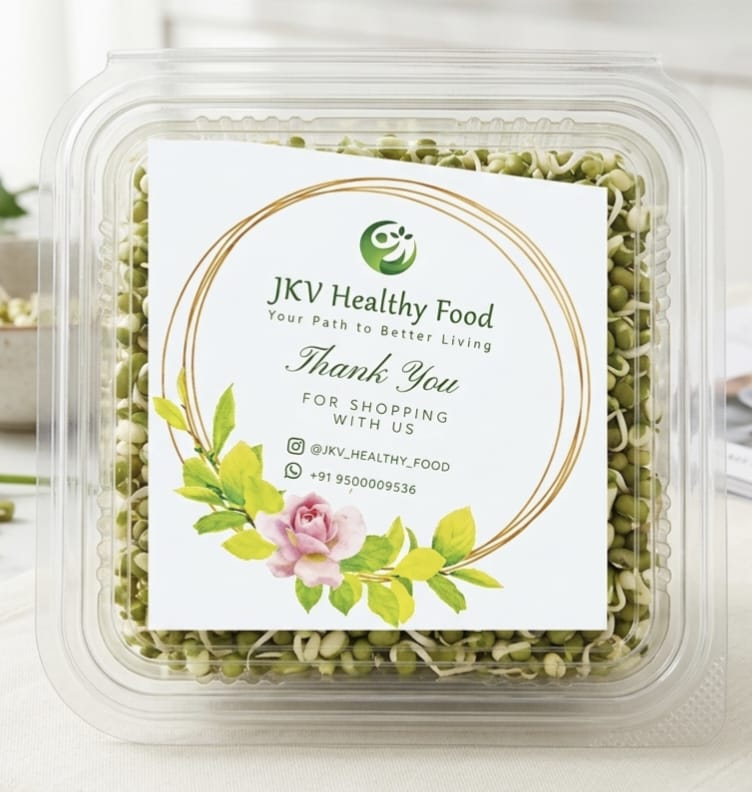 JKV Healthy Food
Your Path to Better Living
Thank You
FOR SHOPPING
WITH US
@JKV_HEALTHY_FOOD
+91 9500009536